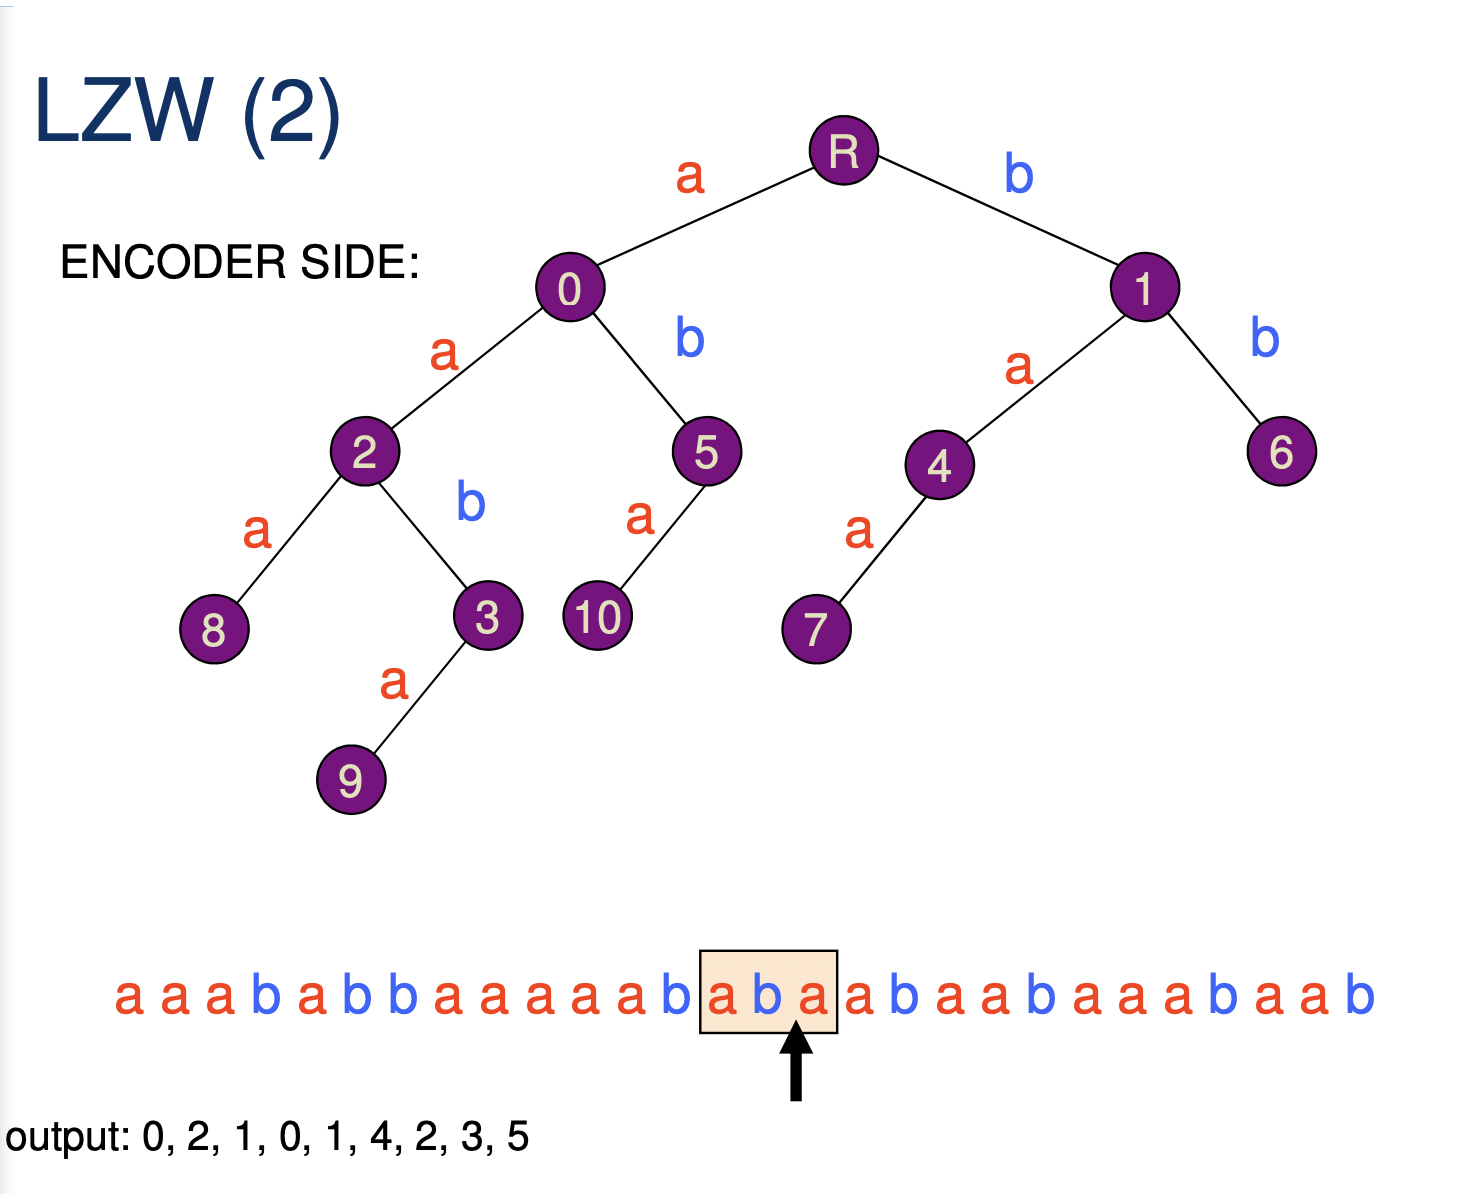 LZW (2)
R
a b
ENCODER SIDE:
0 1
a b a b
2 5 4 6
a b a a
8 3 10 7
a
9
a a a b a b b a a a a a b a b a a b a a b a a a b a a b
output: 0, 2, 1, 0, 1, 4, 2, 3, 5